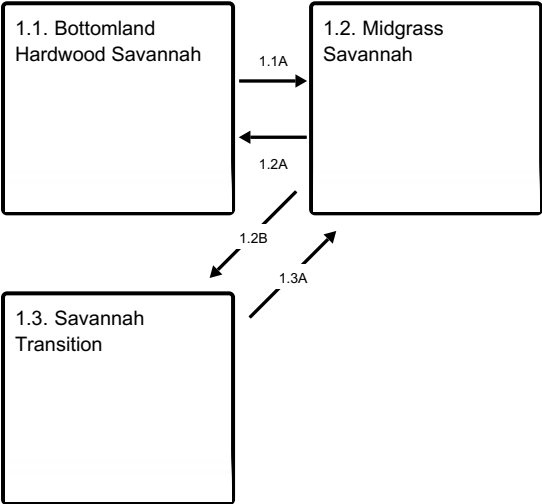 1.1. Bottomland
Hardwood Savannah
1.1A
1.2. Midgrass
Savannah
1.2A
1.2B
1.3A
1.3. Savannah
Transition